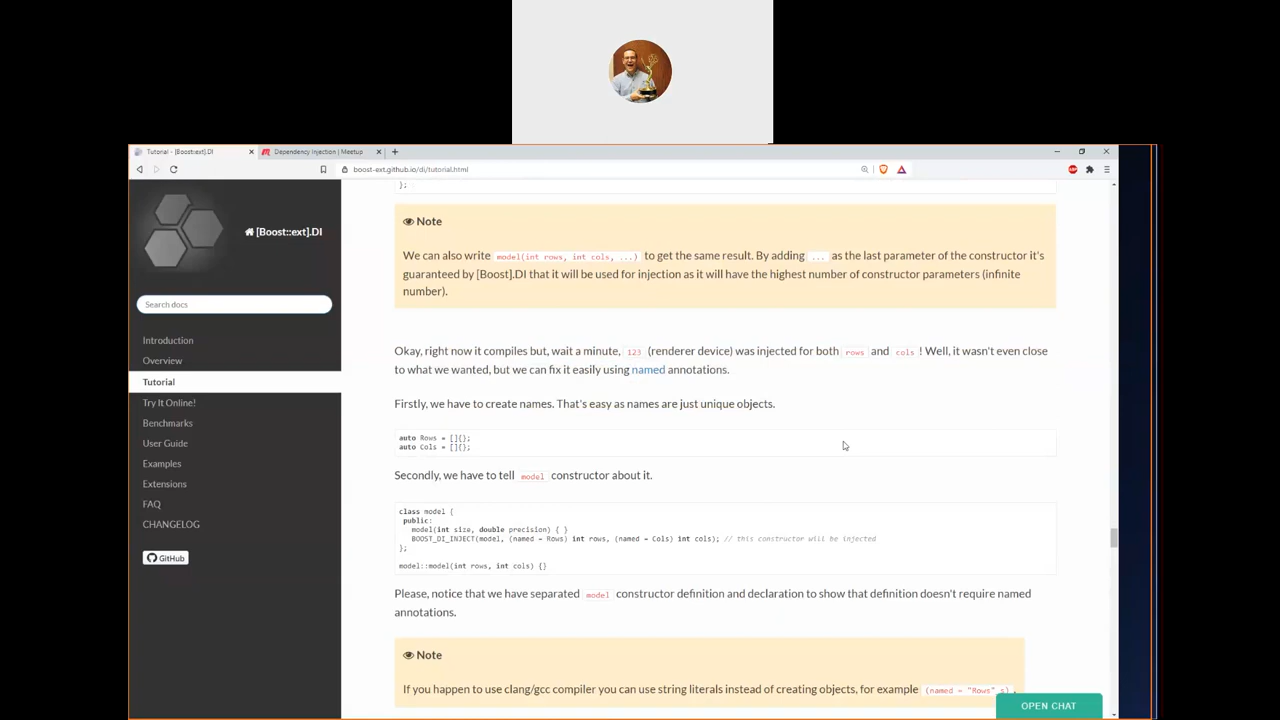 Tutorial - [Boost::ext].DI
Dependency Injection | Meetup
boost-ext.github.io/di/tutorial.html
[Boost::ext].DI
Search docs
Introduction
Overview
Tutorial
Try It Online!
Benchmarks
User Guide
Examples
Extensions
FAQ
CHANGELOG
GitHub
};
Note
We can also write model(int rows, int cols, ...) to get the same result. By adding ... as the last parameter of the constructor it's
guaranteed by [Boost].DI that it will be used for injection as it will have the highest number of constructor parameters (infinite
number).
Okay, right now it compiles but, wait a minute, 123 (renderer device) was injected for both rows and cols ! Well, it wasn't even close
to what we wanted, but we can fix it easily using named annotations.
Firstly, we have to create names. That's easy as names are just unique objects.
auto Rows = []{};
auto Cols = []{};
Secondly, we have to tell model constructor about it.
class model {
public:
model(int size, double precision) { }
BOOST_DI_INJECT(model, (named = Rows) int rows, (named = Cols) int cols); // this constructor will be injected
};
model::model(int rows, int cols) {}
Please, notice that we have separated model constructor definition and declaration to show that definition doesn't require named
annotations.
Note
If you happen to use clang/gcc compiler you can use string literals instead of creating objects, for example (named = "Rows"_s).
OPEN CHAT